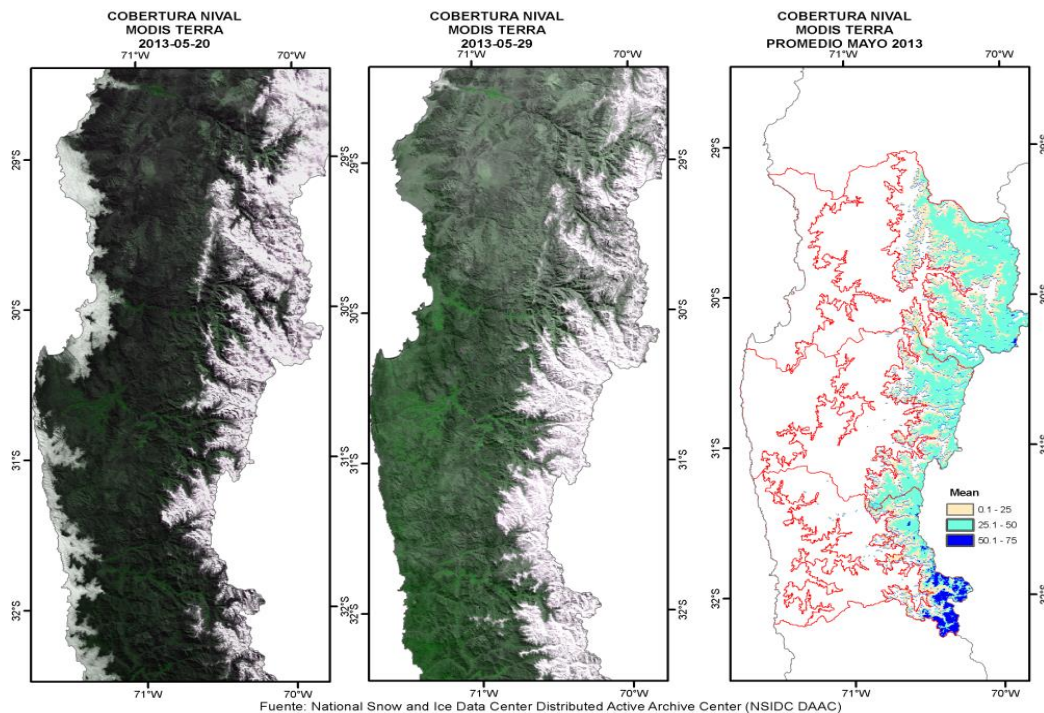 COBERTURA NIVAL
MODIS TERRA
2013-05-20
71°W
70°W
29°S
30°S
31°S
32°S
29°S
30°S
31°S
32°S
71°W
70°W
COBERTURA NIVAL
MODIS TERRA
2013-05-29
71°W
70°W
29°S
30°S
31°S
32°S
29°S
30°S
31°S
32°S
71°W
70°W
COBERTURA NIVAL
MODIS TERRA
PROMEDIO MAYO 2013
71°W
70°W
29°S
30°S
31°S
32°S
Mean
0.1 - 25
25.1 - 50
50.1 - 75
71°W
70°W
Fuente: National Snow and Ice Data Center Distributed Active Archive Center (NSIDC DAAC)